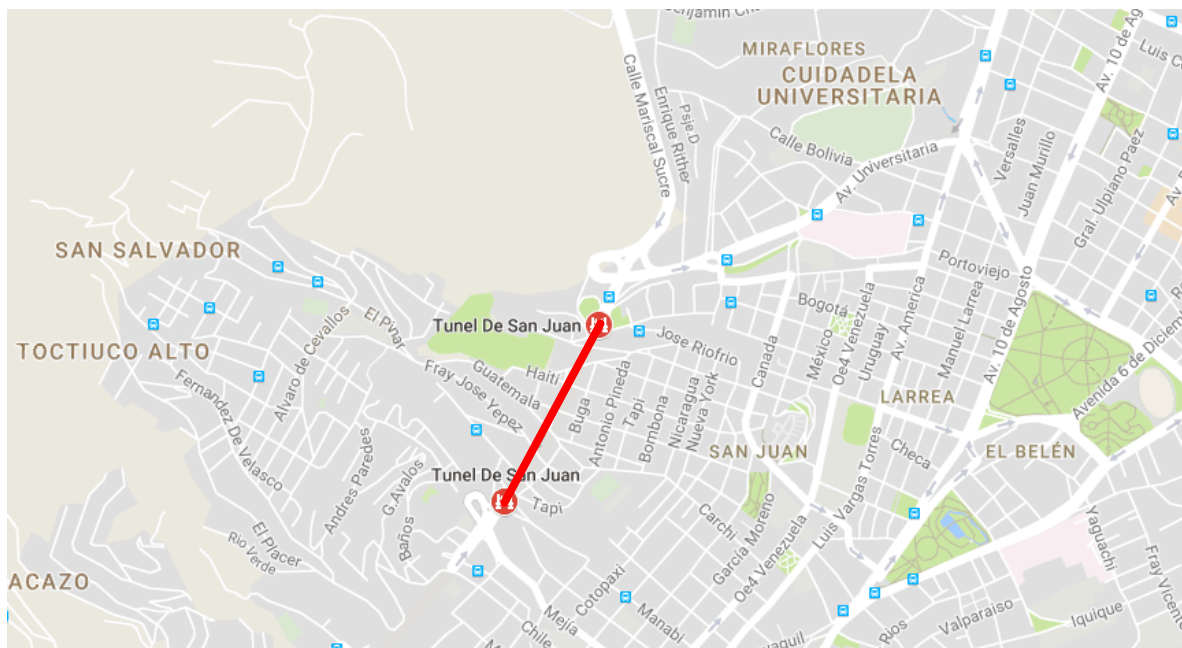 Benjamin
MIRAFLORES
CUIDADELA
UNIVERSITARIA
Av. 10 de Ag
Luis C
Calle Mariscal Sucre
Enrique Rither
Psje.D
Calle Bolivia
Av. Universitaria
Versalles
Juan Murillo
Gral. Ulpiano Paez
Av.
SAN SALVADOR
Portoviejo
Bogotá
Tunel De San Juan
El Pinar
TOCTIUCO ALTO
Alvaro de Cevallos
Jose Riofrio
Canada
México
Oe4 Venezuela
Uruguay
Av. America
Manuel Larrea
Av. 10 de Agosto
Avenida 6 de Diciem
Fernandez De Velasco
Fray Jose Yepez
Guatemala
Haiti
Buga
Antonio Pineda
Tapi
Bombona
Nicaragua
Nueva York
LARREA
SAN JUAN
Checa
EL BELÉN
Andres Paredes
G.Avalos
Tunel De San Juan
Tapi
Baños
El Placer
Rio Verde
Carchi
García Moreno
Oe4 Venezuela
Luis Vargas Torres
Yaguachi
Fray Vicente
ACAZO
Cotopaxi
Manabi
Mejía
Chile
yaquil
Rios
Valparaiso
Iquique